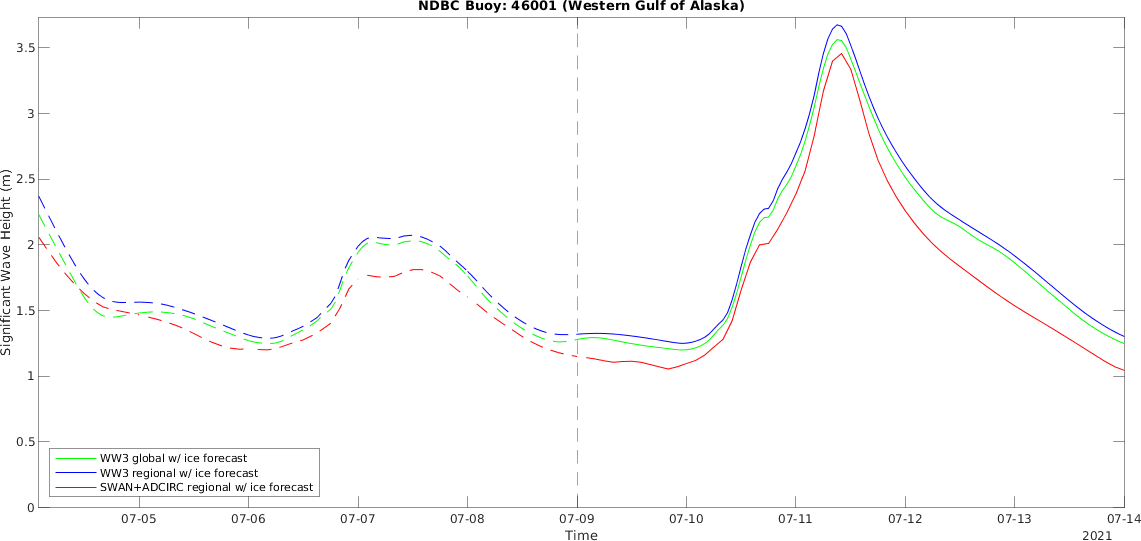 NDBC Buoy: 46001 (Western Gulf of Alaska)
Significant Wave Height (m)
3.5
3
2.5
2
1.5
1
0.5
0
WW3 global w/ ice forecast
WW3 regional w/ ice forecast
SWAN+ADCIRC regional w/ ice forecast
07-05 07-06 07-07 07-08 07-09 07-10 07-11 07-12 07-13 07-14
Time
2021